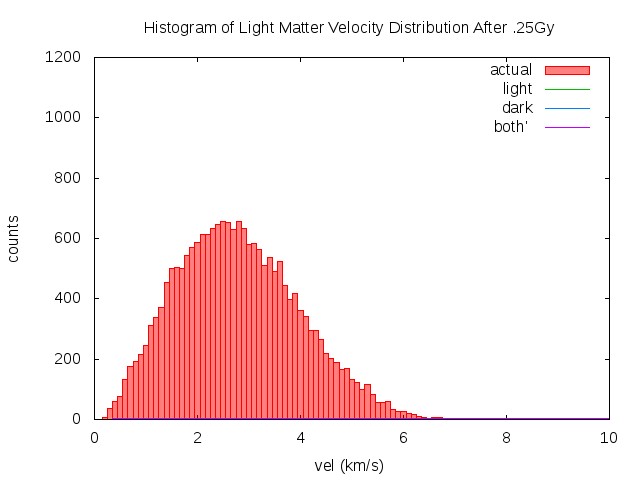 Histogram of Light Matter Velocity Distribution After .25Gy
1200
1000
800
600
400
200
0
counts
actual
light
dark
both'
0 2 4 6 8 10
vel (km/s)